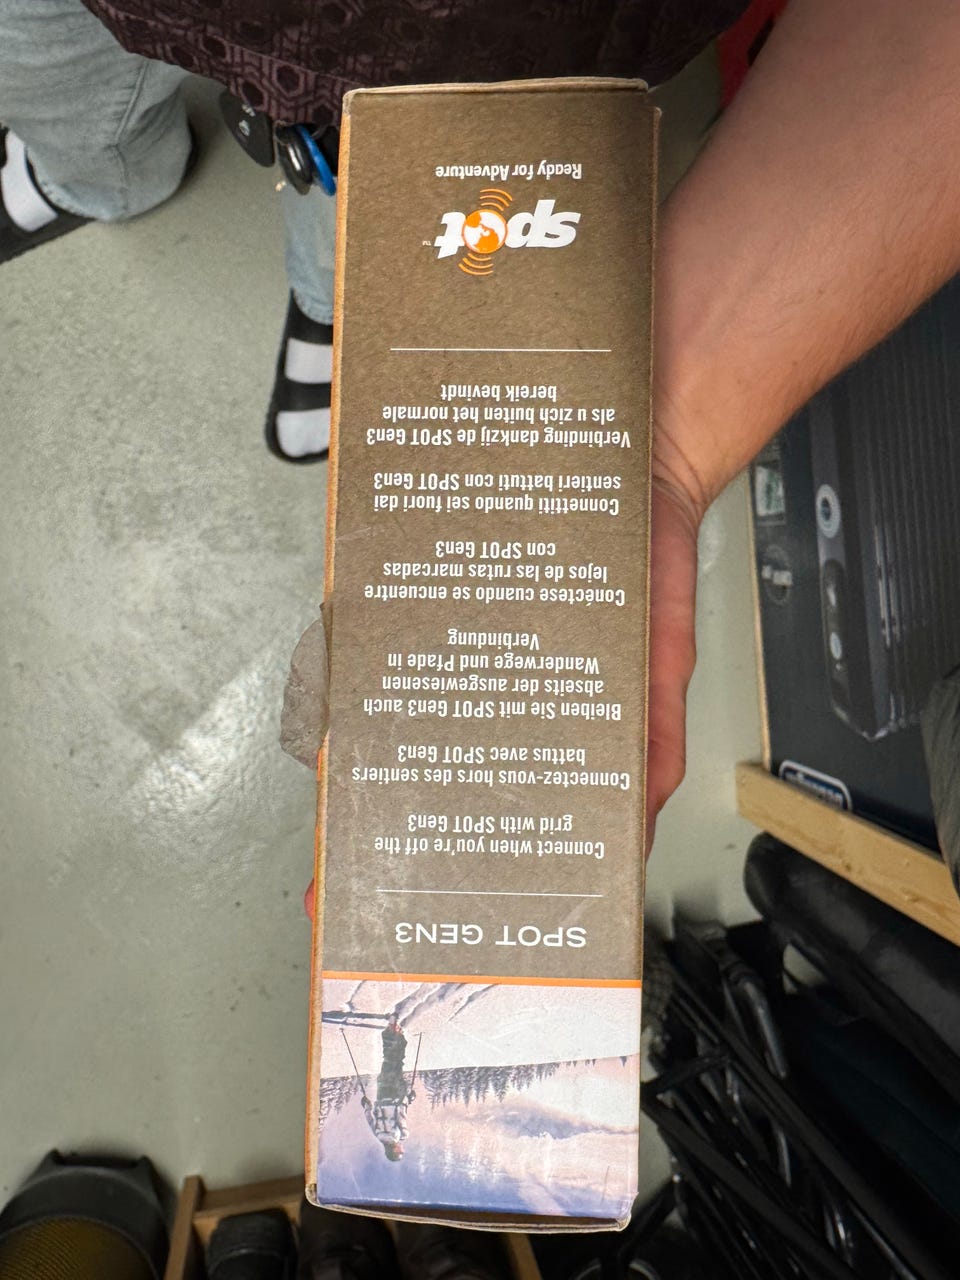 SPOT GEN3
Connect when you're off the
grid with SPOT Gen3
Connectez-vous hors des sentiers
battus avec SPOT Gen3
Bleiben Sie mit SPOT Gen3 auch
abseits der ausgewiesenen
Wanderwege und Pfade in
Verbindung
Conéctese cuando se encuentre
lejos de las rutas marcadas
con SPOT Gen3
Connettiti quando sei fuori dai
sentieri battuti con SPOT Gen3
Verbinding dankzij de SPOT Gen3
als u zich buiten het normale
bereik bevindt
spot™
Ready for Adventure